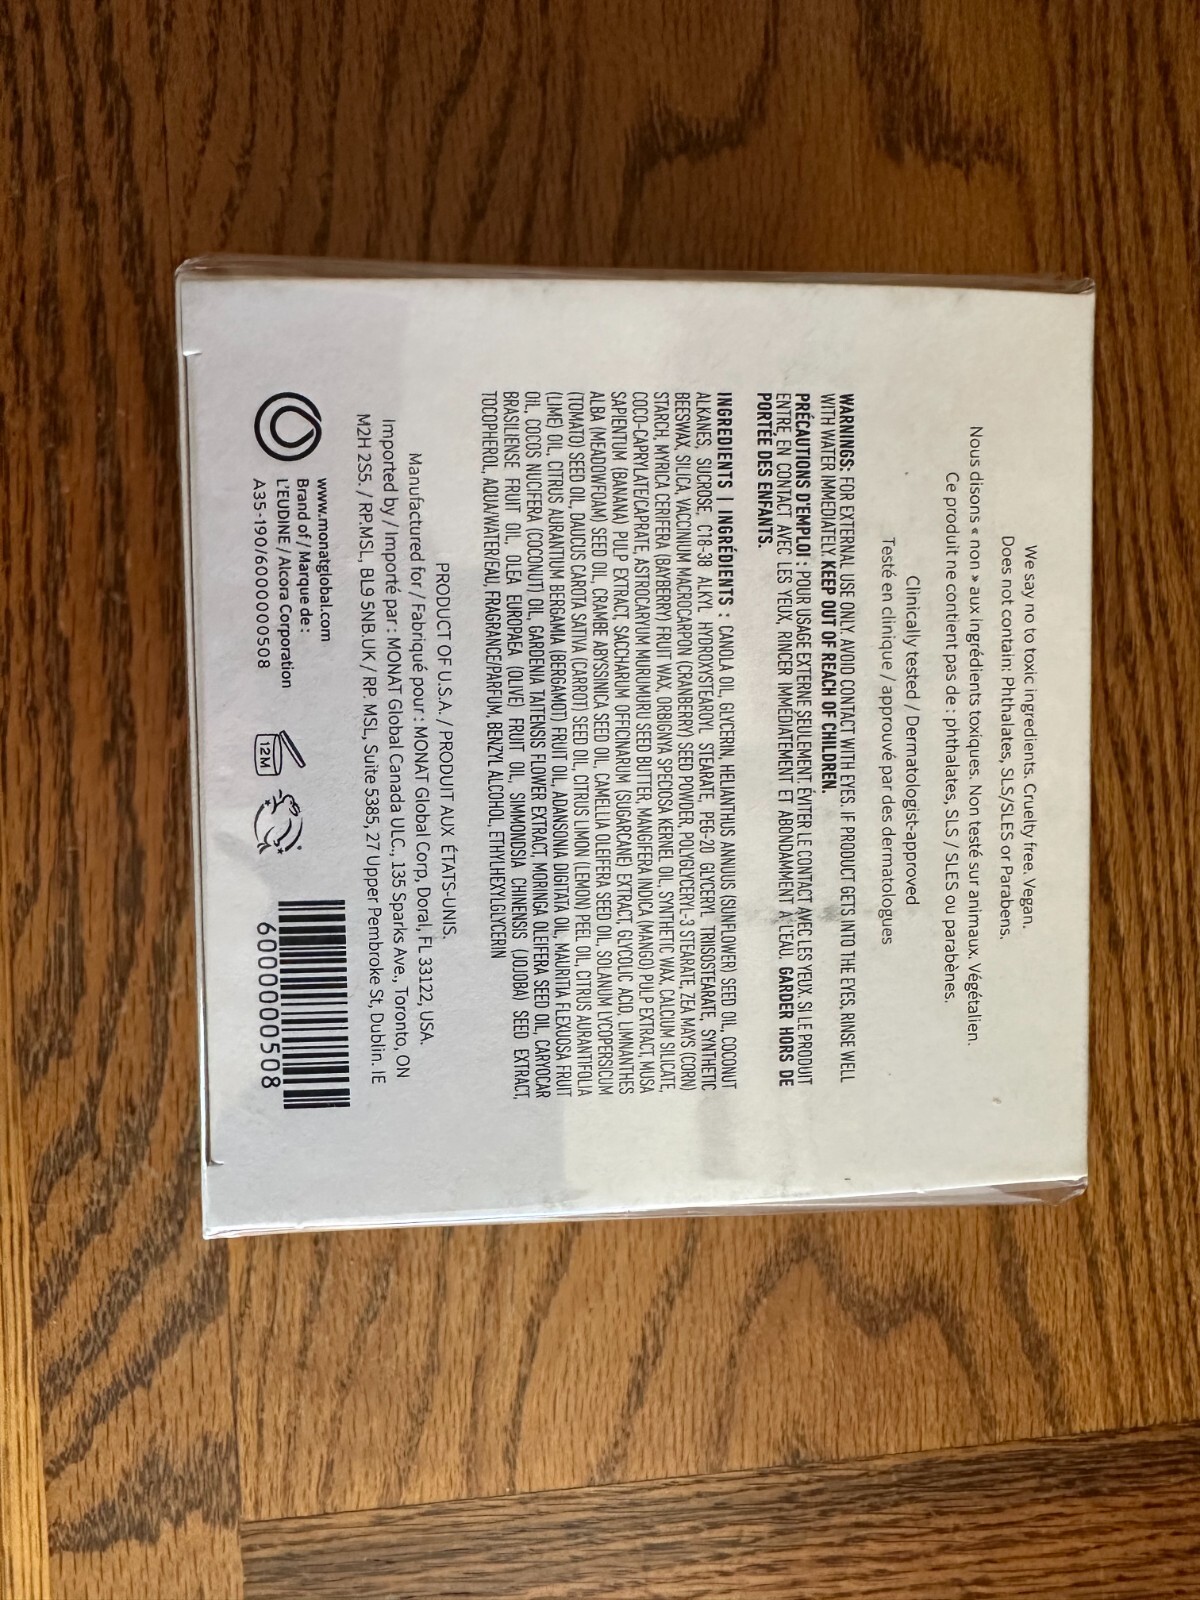 We say no to toxic ingredients. Cruelty free. Vegan.
Does not contain: Phthalates, SLS/SLES or Parabens.
Nous disons « non » aux ingrédients toxiques. Non testé sur animaux. Végétalien.
Ce produit ne contient pas de : phthalates, SLS / SLES ou parabènes.
Clinically tested / Dermatologist-approved
Testé en clinique / approuvé par des dermatologues
WARNINGS: FOR EXTERNAL USE ONLY. AVOID CONTACT WITH EYES. IF PRODUCT GETS INTO THE EYES, RINSE WELL
WITH WATER IMMEDIATELY. KEEP OUT OF REACH OF CHILDREN.
PRÉCAUTIONS D'EMPLOI : POUR USAGE EXTERNE SEULEMENT. ÉVITER LE CONTACT AVEC LES YEUX. SI LE PRODUIT
ENTRE EN CONTACT AVEC LES YEUX, RINCER IMMÉDIATEMENT ET ABONDAMMENT À L'EAU. GARDER HORS DE
PORTÉE DES ENFANTS.
INGREDIENTS | INGRÉDIENTS : CANOLA OIL, GLYCERIN, HELIANTHUS ANNUUS (SUNFLOWER) SEED OIL, COCONUT
ALKANES, SUCROSE, C18-38 ALKYL HYDROXYSTEAROYL STEARATE, PEG-20 GLYCERYL TRIISOSTEARATE, SYNTHETIC
BEESWAX, SILICA, VACCINIUM MACROCARPON (CRANBERRY) SEED POWDER, POLYGLYCERYL-3 STEARATE, ZEA MAYS (CORN)
STARCH, MYRICA CERIFERA (BAYBERRY) FRUIT WAX, ORBIGNYA SPECIOSA KERNEL OIL, SYNTHETIC WAX, CALCIUM SILICATE,
COCO-CAPRYLATE/CAPRATE, ASTROCARYUM MURUMURU SEED BUTTER, MANGIFERA INDICA (MANGO) PULP EXTRACT, MUSA
SAPIENTUM (BANANA) PULP EXTRACT, SACCHARUM OFFICINARUM (SUGARCANE) EXTRACT, GLYCOLIC ACID, LIMNANTHES
ALBA (MEADOWFOAM) SEED OIL, CRAMBE ABYSSINICA SEED OIL, CAMELLIA OLEIFERA SEED OIL, SOLANUM LYCOPERSICUM
(TOMATO) SEED OIL, DAUCUS CAROTA SATIVA (CARROT) SEED OIL, CITRUS LIMON (LEMON) PEEL OIL, CITRUS AURANTIFOLIA
(LIME) OIL, CITRUS AURANTIUM BERGAMIA (BERGAMOT) FRUIT OIL, ADANSONIA DIGITATA OIL, MAURITIA FLEXUOSA FRUIT
OIL, COCOS NUCIFERA (COCONUT) OIL, GARDENIA TAITENSIS FLOWER EXTRACT, MORINGA OLEIFERA SEED OIL, CARYOCAR
BRASILIENSE FRUIT OIL, OLEA EUROPAEA (OLIVE) FRUIT OIL, SIMMONDSIA CHINENSIS (JOJOBA) SEED EXTRACT,
TOCOPHEROL, AQUA/WATER/EAU, FRAGRANCE/PARFUM, BENZYL ALCOHOL, ETHYLHEXYLGLYCERIN
PRODUCT OF U.S.A. / PRODUIT AUX ÉTATS-UNIS.
Manufactured for / Fabriqué pour : MONAT Global Corp, Doral, FL 33122, USA.
Imported by / Importé par : MONAT Global Canada ULC., 135 Sparks Ave., Toronto, ON
M2H 2S5. / RP.MSL, BL9 5NB.UK / RP. MSL, Suite 5385, 27 Upper Pembroke St, Dublin. IE
www.monatglobal.com
Brand of / Marque de :
L'EUDINE / Alcora Corporation
A35-190/6000000508
12M
6000000508